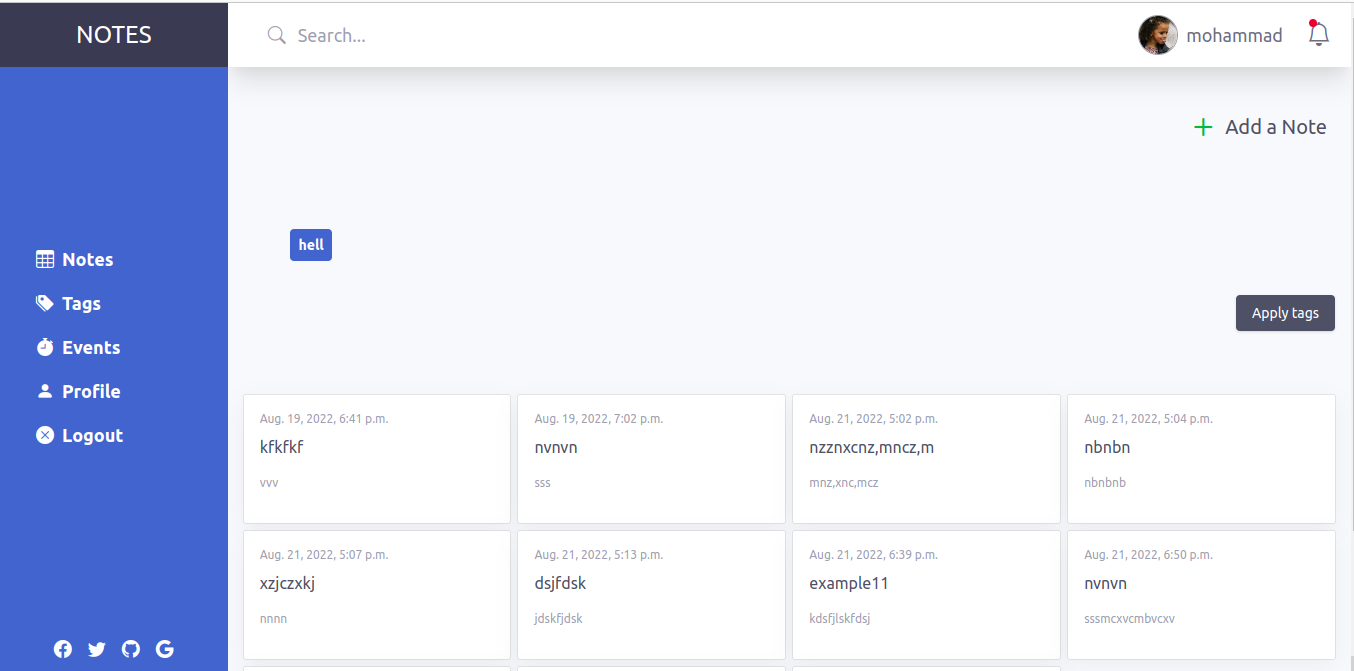 NOTES
Search...
mohammad
Add a Note
hell
Notes
Tags
Apply tags
Events
Profile
Logout
Aug. 19, 2022, 6:41 p.m.
kfkfkf
vvv
Aug. 19, 2022, 7:02 p.m.
nvnvn
sss
Aug. 21, 2022, 5:02 p.m.
nzznxcnz,mncz,m
mnz,xnc,mcz
Aug. 21, 2022, 5:04 p.m.
nbnbn
nbnbnb
Aug. 21, 2022, 5:07 p.m.
xzjczxkj
nnnn
Aug. 21, 2022, 5:13 p.m.
dsjfdsk
jdskfjdsk
Aug. 21, 2022, 6:39 p.m.
example11
kdsfjlskfdsj
Aug. 21, 2022, 6:50 p.m.
nvnvn
sssmcxvcmbvcxv